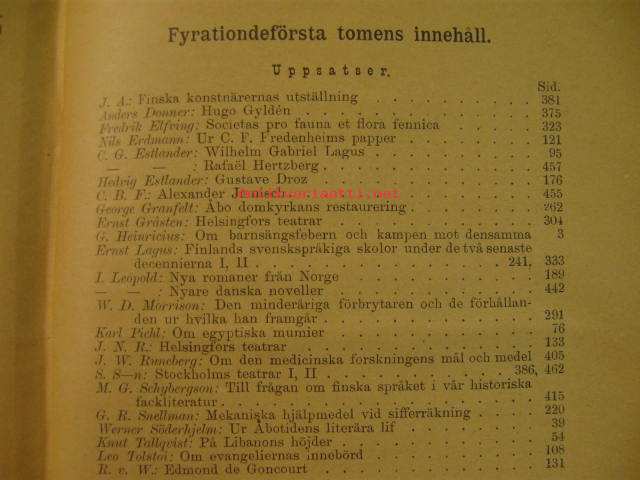 Fyrationdeförsta tomens innehåll.
Uppsatser.
Sid.
J. A.: Finska konstnärernas utställning . . . . . . . . . 381
Anders Donner: Hugo Gyldén . . . . . . . . . 375
Fredrik Elfving: Societas pro fauna et flora fennica . . . . . . 323
Nils Erdmann: Ur C. F. Fredenheims papper . . . . . . . 121
C. G. Estlander: Wilhelm Gabriel Lagus . . . . . . . . 95
— — : Rafaël Hertzberg . . . . . . . . . 457
Hedvig Estlander: Gustave Droz . . . . . . . . . 176
C. B. F.: Alexander . . . . . . . . . 455
George Granfelt: Åbo domkyrkans restaurering . . . . . . . 262
Ernst Gråsten: Helsingfors teatrar . . . . . . . . . 304
G. Heinricius: Om barnsängsfebern och kampen mot densamma 3
Ernst Lagus: Finlands svenskspråkiga skolor under de två senaste
decennierna I, II . . . . . . . . . 241, 333
I. Leopold: Nya romaner från Norge . . . . . . . . . 189
— : Nyare danska noveller . . . . . . . . . 442
W. D. Morrison: Den minderåriga förbrytaren och de förhållan-
den ur hvilka han framgår . . . . . . . . . 291
Karl Piehl: Om egyptiska mumier . . . . . . . . . 76
J. N. R.: Helsingfors teatrar . . . . . . . . . 133
J. W. Runeberg: Om den medicinska forskningens mål och medel 405
S. S—n: Stockholms teatrar I, II . . . . . . . . . 386, 462
M. G. Schybergson: Till frågan om finska språket i vår historiska
fackliteratur . . . . . . . . . 415
G. R. Snellman: Mekaniska hjälpmedel vid sifferräkning . . . . 220
Werner Söderhjelm: Ur Åbotidens literära lif . . . . . . . 39
Knut Tallqvist: På Libanons höjder . . . . . . . . . 54
Leo Tolstoi: Om evangeliernas innebörd . . . . . . . . 108
R. v. W.: Edmond de Goncourt . . . . . . . . . 131